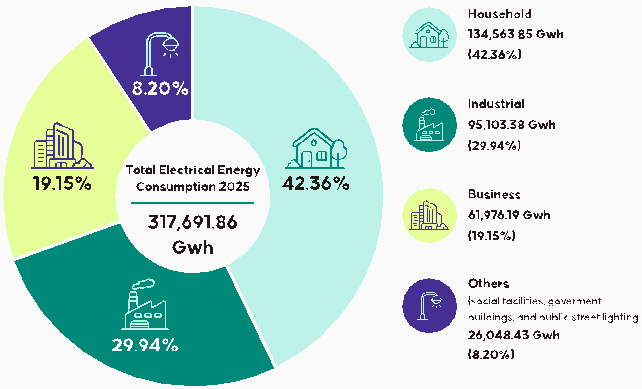 8.20%
19.15%
42.36%
29.94%
Total Electrical Energy
Consumption 2025
317,691.86
Gwh
Household
134,563.85 Gwh
(42.36%)
Industrial
95,103.38 Gwh
(29.94%)
Business
61,976.19 Gwh
(19.15%)
Others
(social facilities, goverment
buildings, and public street lighting
26,048.43 Gwh
(8.20%)